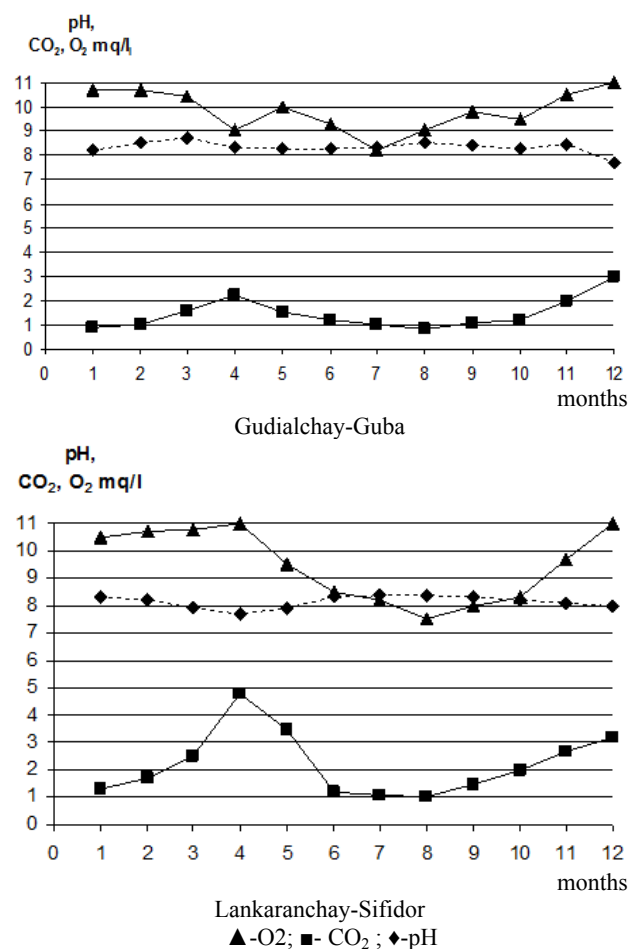 pH,
CO₂, O₂ mq/l
11
10
9
8
7
6
5
4
3
2
1
0
0 1 2 3 4 5 6 7 8 9 10 11 12
months
Gudialchay-Guba
pH,
CO₂, O₂ mq/l
11
10
9
8
7
6
5
4
3
2
1
0
0 1 2 3 4 5 6 7 8 9 10 11 12
months
Lankaranchay-Sifidor
▲-O2; ■- CO₂ ; ♦-pH